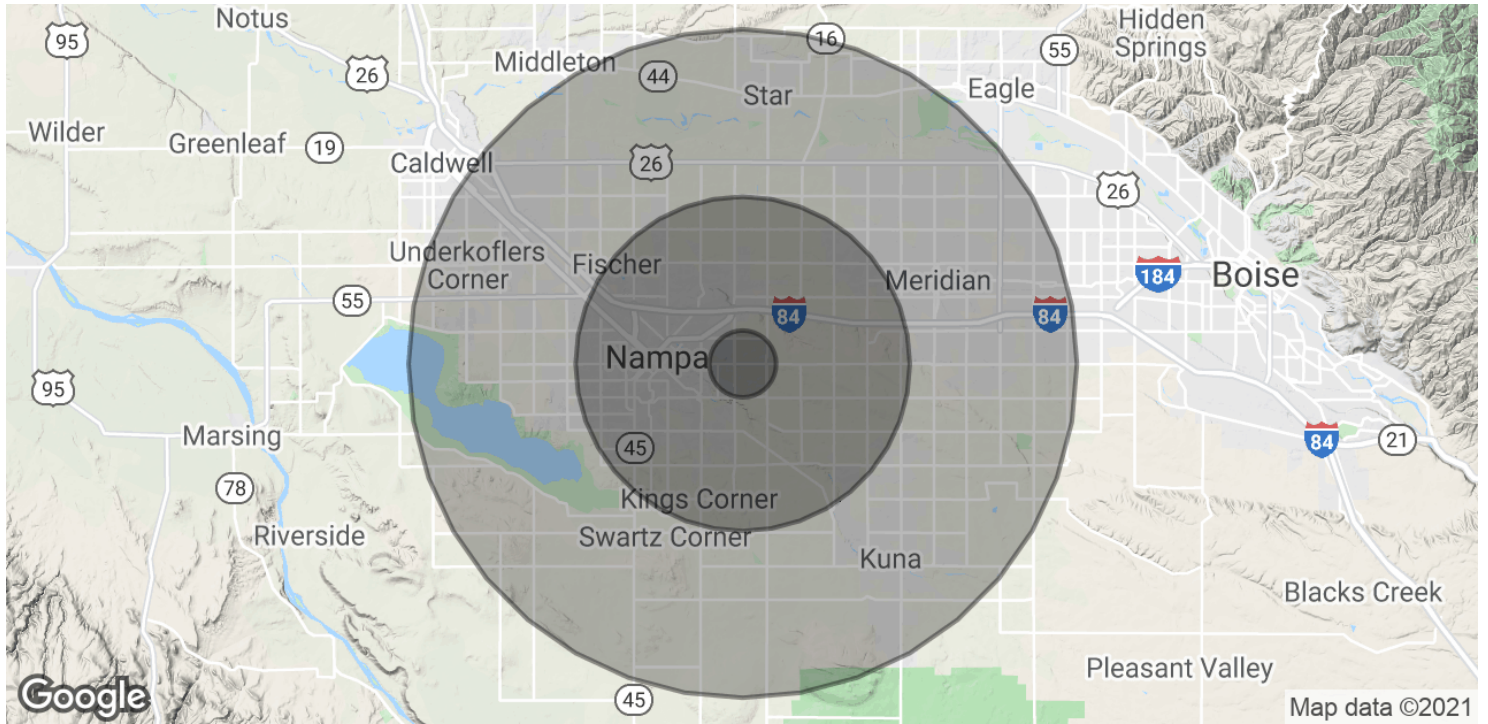 Notus
Hidden
Springs
95
16
55
Middleton
26
44
Eagle
Star
Wilder
Greenleaf
19
Caldwell
26
26
Underkoflers
Corner
Fischer
Meridian
184
Boise
55
84
84
Nampa
95
Marsing
45
84
21
78
Kings Corner
Riverside
Swartz Corner
Kuna
Blacks Creek
Pleasant Valley
Google
45
Map data ©2021